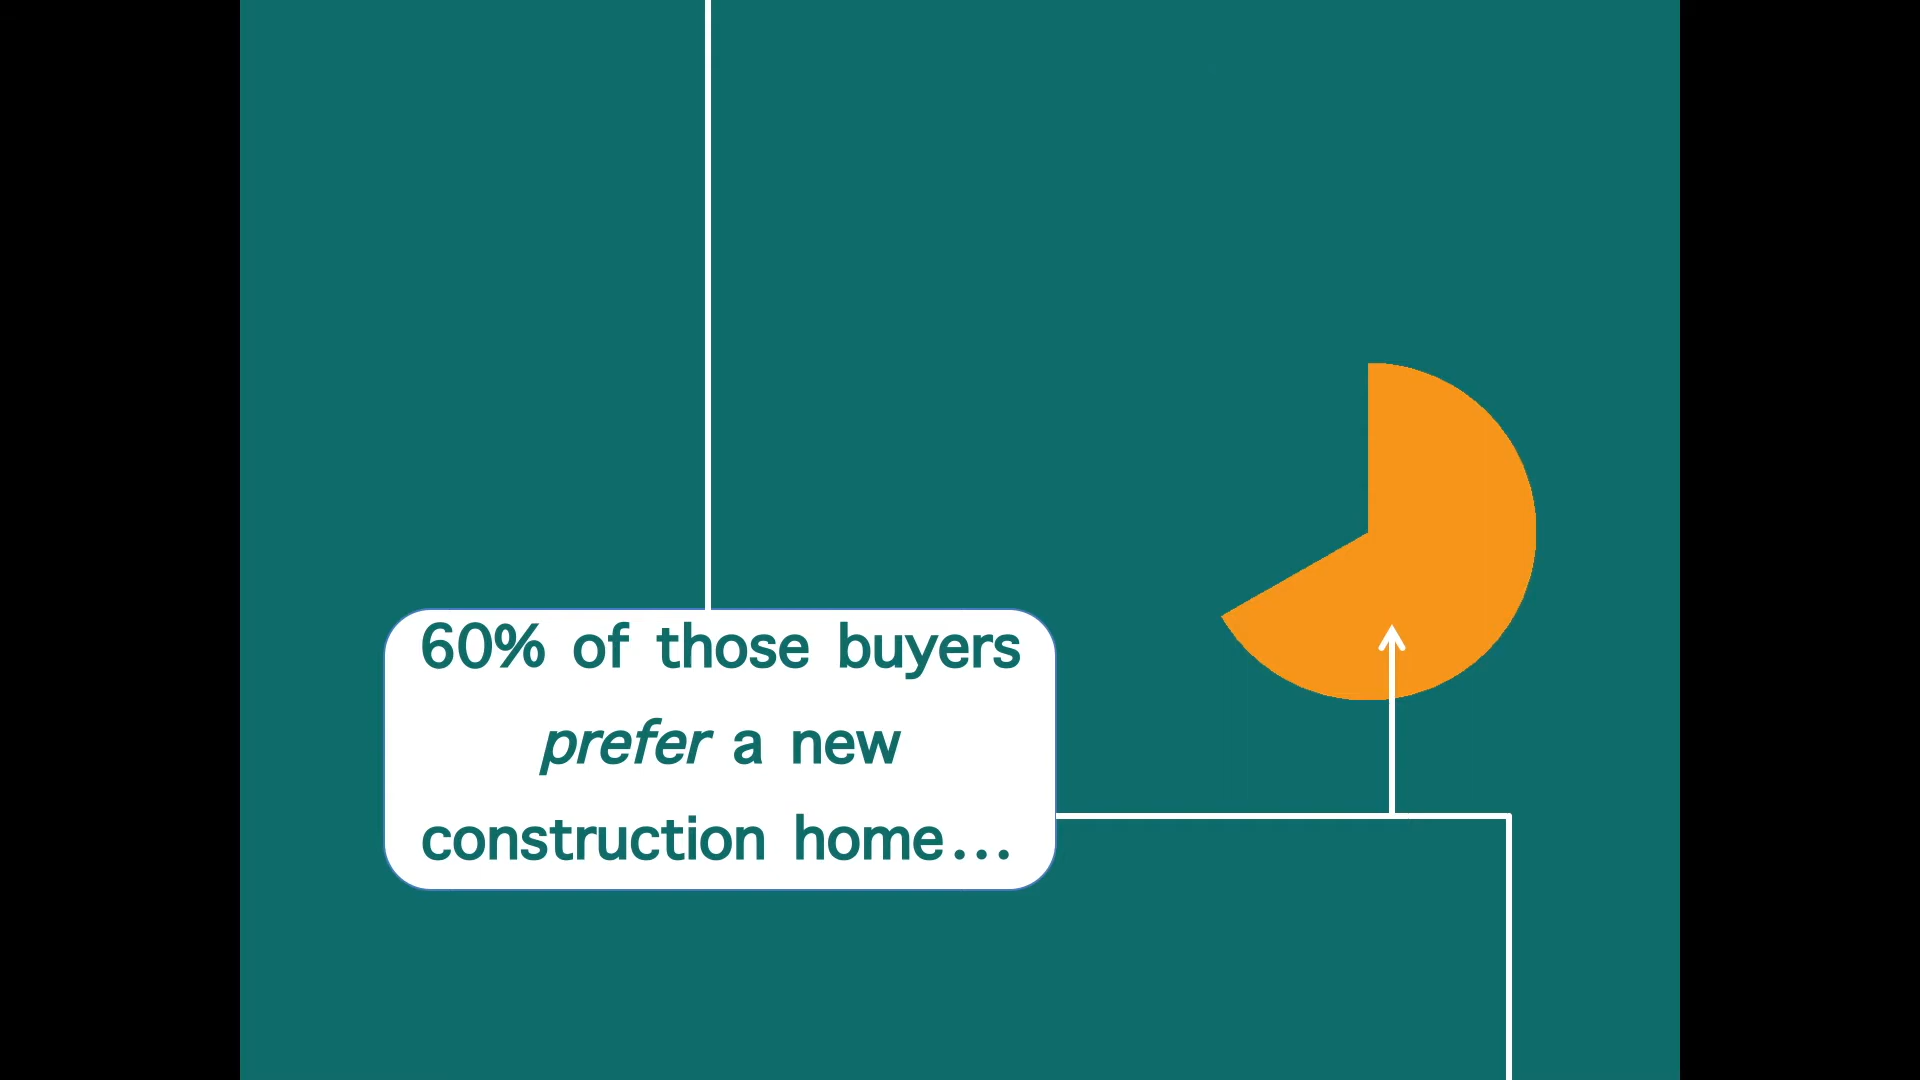 60% of those buyers
prefer a new
construction home...